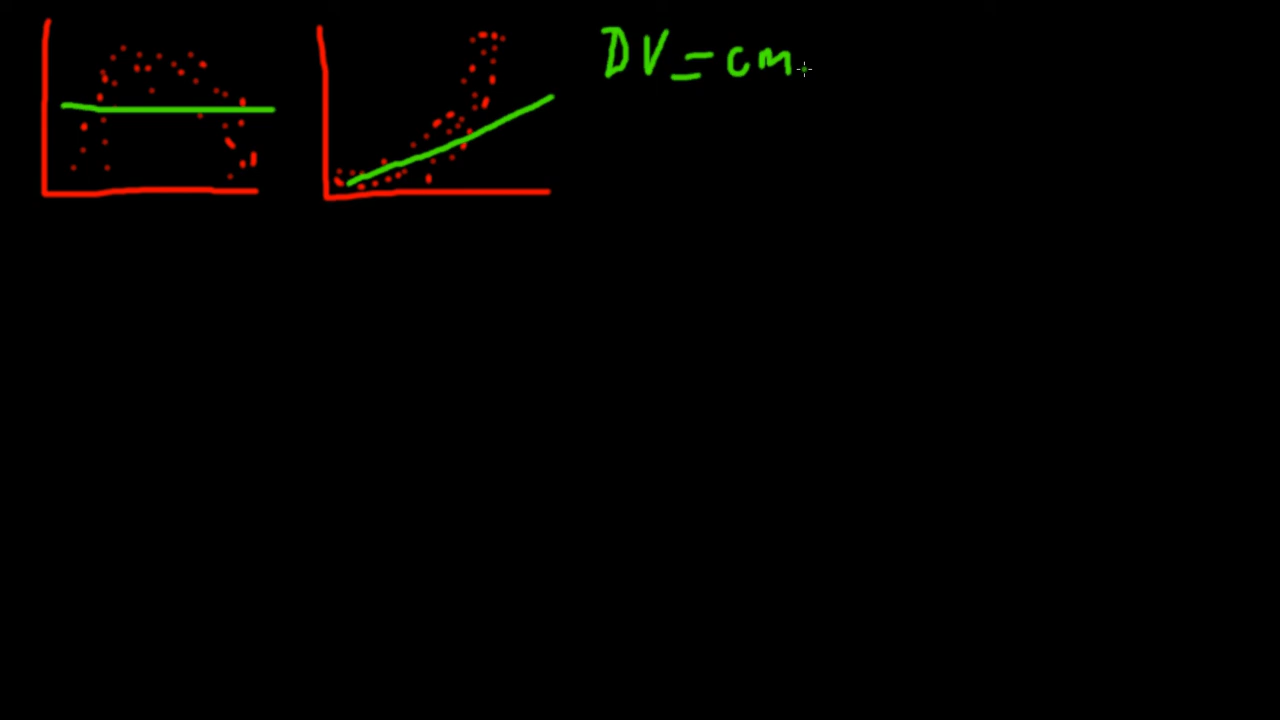 DV = cm